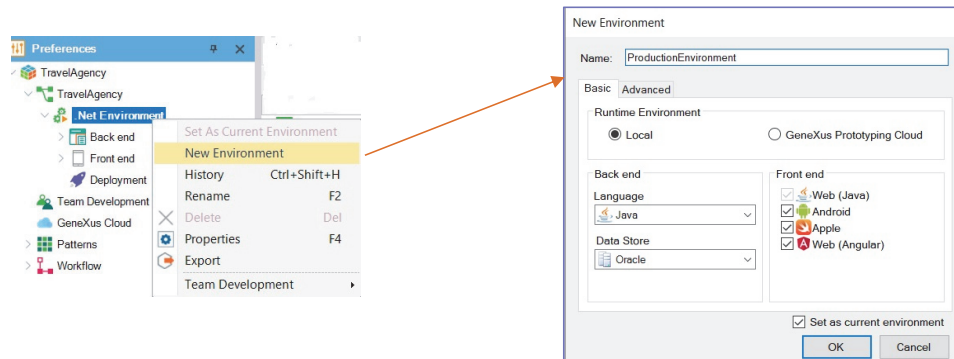 Preferences
TravelAgency
TravelAgency
.Net Environment
Back end
Front end
Deployment
Team Development
GeneXus Cloud
Patterns
Workflow
Set As Current Environment
New Environment
History Ctrl+Shift+H
Rename F2
Delete Del
Properties F4
Export
Team Development
New Environment
Name: ProductionEnvironment
Basic Advanced
Runtime Environment
Local GeneXus Prototyping Cloud
Back end
Language
Java
Data Store
Oracle
Front end
Web (Java)
Android
Apple
Web (Angular)
Set as current environment
OK Cancel